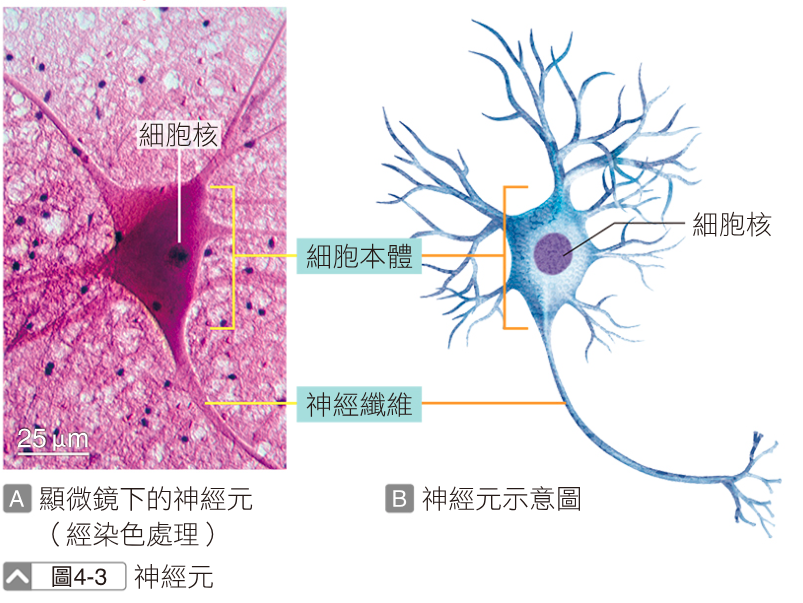 細胞核
細胞核
細胞本體
神經纖維
25 μm
A 顯微鏡下的神經元
（經染色處理）
B 神經元示意圖
圖4-3 神經元